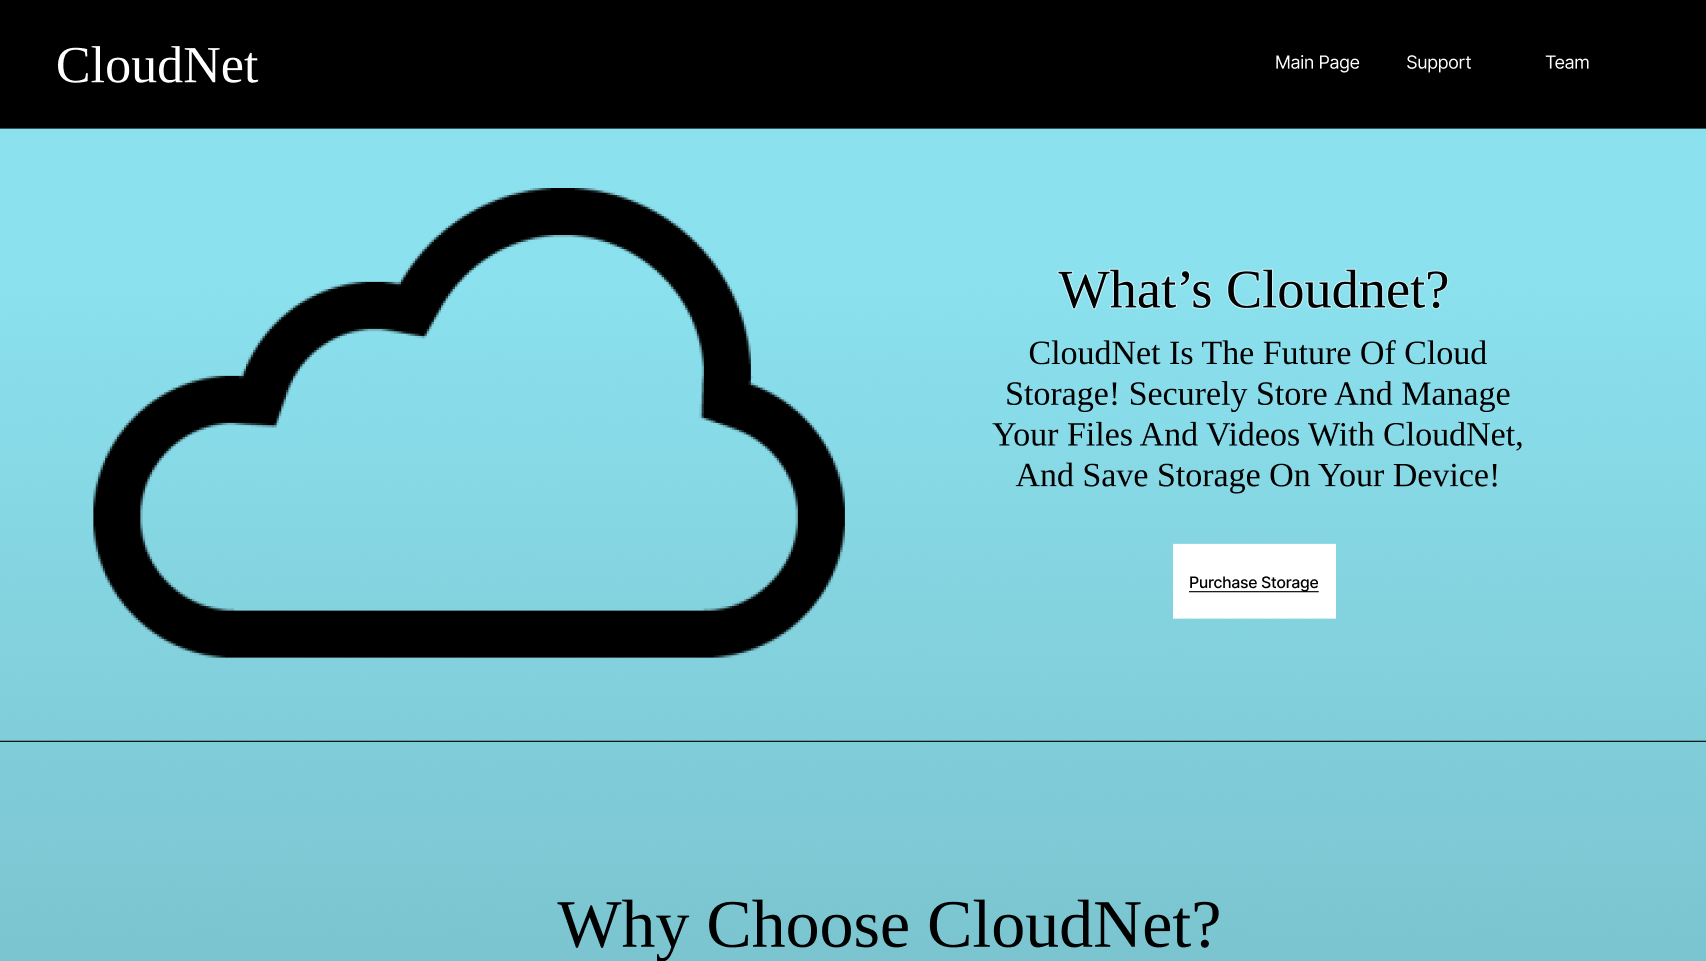 CloudNet
Main Page Support Team
What’s Cloudnet?
CloudNet Is The Future Of Cloud
Storage! Securely Store And Manage
Your Files And Videos With CloudNet,
And Save Storage On Your Device!
Purchase Storage
Why Choose CloudNet?